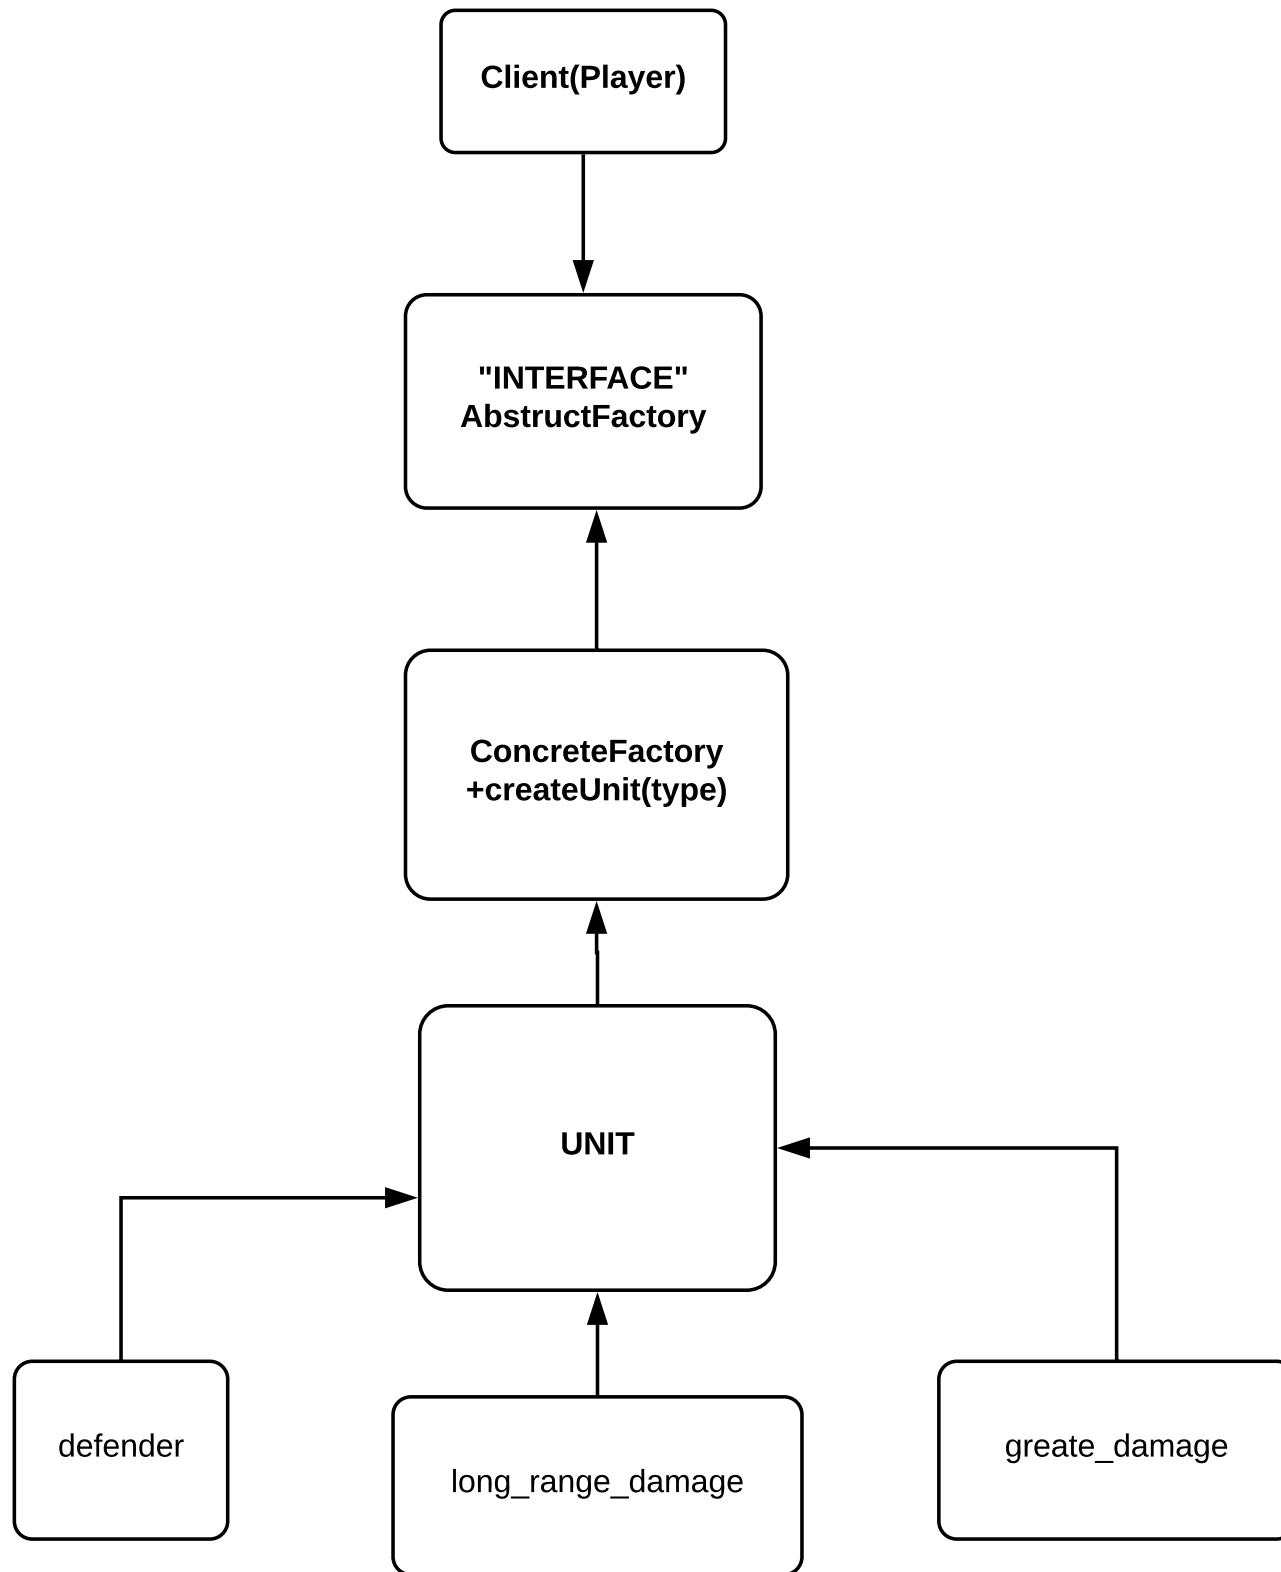 Client(Player)
"INTERFACE"
AbstructFactory
ConcreteFactory
+createUnit(type)
UNIT
defender
long_range_damage
greate_damage